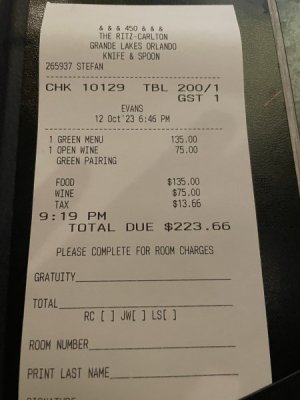 & & & 450 & & &
THE RITZ-CARLTON
GRANDE LAKES ORLANDO
KNIFE & SPOON
265937 STEFAN
CHK 10129 TBL 200/1
GST 1
EVANS
12 Oct'23 6:46 PM
1 GREEN MENU 135.00
1 OPEN WINE 75.00
GREEN PAIRING
FOOD $135.00
WINE $75.00
TAX $13.66
9:19 PM
TOTAL DUE $223.66
PLEASE COMPLETE FOR ROOM CHARGES
GRATUITY
TOTAL
RC [ ] JW[ ] LS[ ]
ROOM NUMBER
PRINT LAST NAME